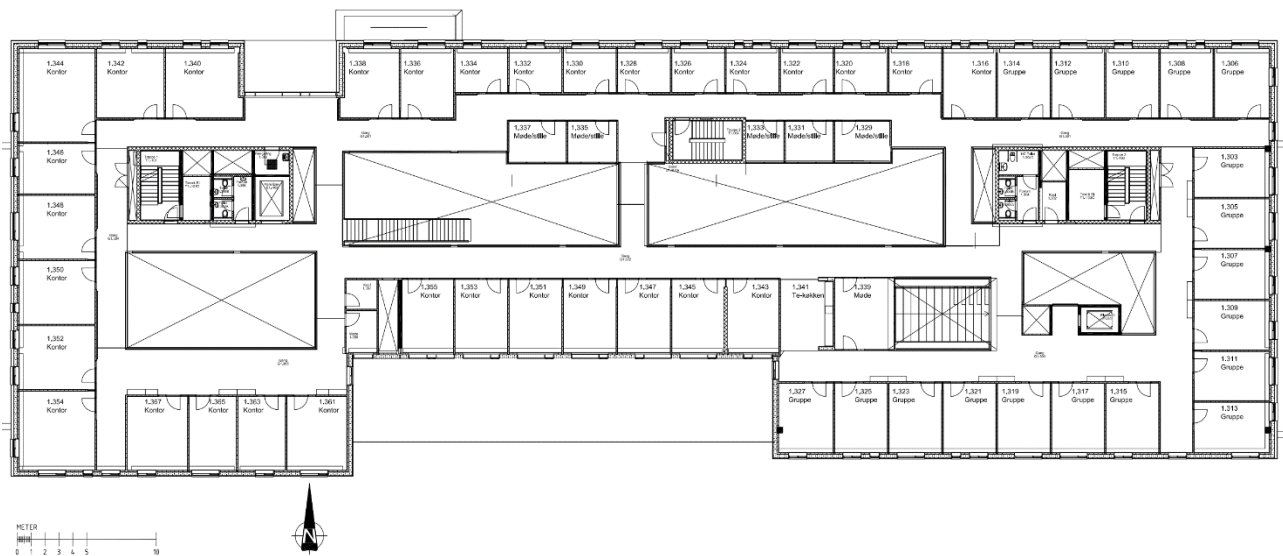 1,344
Kontor
1,342
Kontor
1,340
Kontor
1,338
Kontor
1,336
Kontor
1,334
Kontor
1,332
Kontor
1,330
Kontor
1,328
Kontor
1,326
Kontor
1,324
Kontor
1,322
Kontor
1,320
Kontor
1,318
Kontor
1,316
Kontor
1,314
Gruppe
1,312
Gruppe
1,310
Gruppe
1,308
Gruppe
1,306
Gruppe
1,337
Møde/stille
1,335
Møde/stille
1,333
Møde/stille
1,331
Møde/stille
1,329
Møde/stille
1,346
Kontor
1,348
Kontor
1,350
Kontor
1,352
Kontor
1,354
Kontor
1,303
Gruppe
1,305
Gruppe
1,307
Gruppe
1,309
Gruppe
1,311
Gruppe
1,313
Gruppe
1,355
Kontor
1,353
Kontor
1,351
Kontor
1,349
Kontor
1,347
Kontor
1,345
Kontor
1,343
Kontor
1,341
Te-køkken
1,339
Møde
1,367
Kontor
1,365
Kontor
1,363
Kontor
1,361
Kontor
1,327
Gruppe
1,325
Gruppe
1,323
Gruppe
1,321
Gruppe
1,319
Gruppe
1,317
Gruppe
1,315
Gruppe
METER
0 1 2 3 4 5 10
N